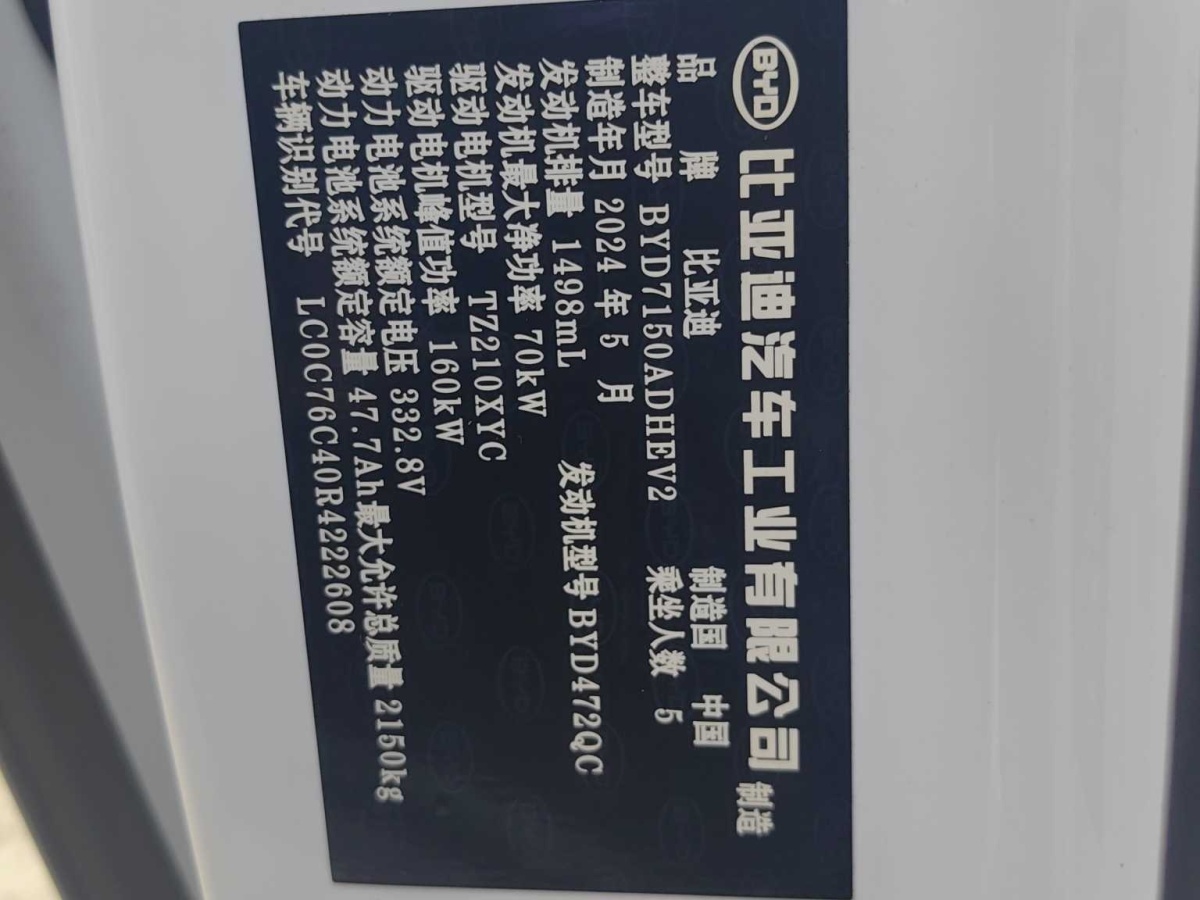 BYD 比亚迪汽车工业有限公司 制造
品 牌 比亚迪 制造国 中国
整车型号 BYD7150ADHEV2 乘坐人数 5
制造年月 2024 年 5 月
发动机排量 1498mL 发动机型号 BYD472QC
发动机最大净功率 70kW
驱动电机型号 TZ210XYC
驱动电机峰值功率 160kW
动力电池系统额定电压 332.8V
动力电池系统额定容量 47.7Ah最大允许总质量 2150kg
车辆识别代号 LC0C76C40R4222608